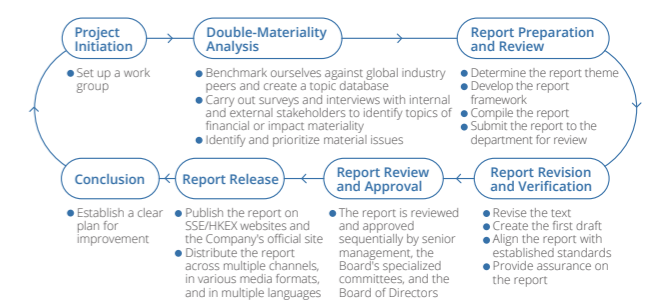 Project
Initiation
Set up a work
group
Double-Materiality
Analysis
Benchmark ourselves against global industry
peers and create a topic database
Carry out surveys and interviews with internal
and external stakeholders to identify topics of
financial or impact materiality
Identify and prioritize material issues
Report Preparation
and Review
Determine the report theme
Develop the report
framework
Compile the report
Submit the report to the
department for review
Report Revision
and Verification
Revise the text
Create the first draft
Align the report with
established standards
Provide assurance on
the report
Report Review
and Approval
The report is reviewed
and approved
sequentially by senior
management, the
Board's specialized
committees, and the
Board of Directors
Report Release
Publish the report on
SSE/HKEX websites and
the Company's official site
Distribute the report
across multiple channels,
in various media formats,
and in multiple languages
Conclusion
Establish a clear
plan for
improvement